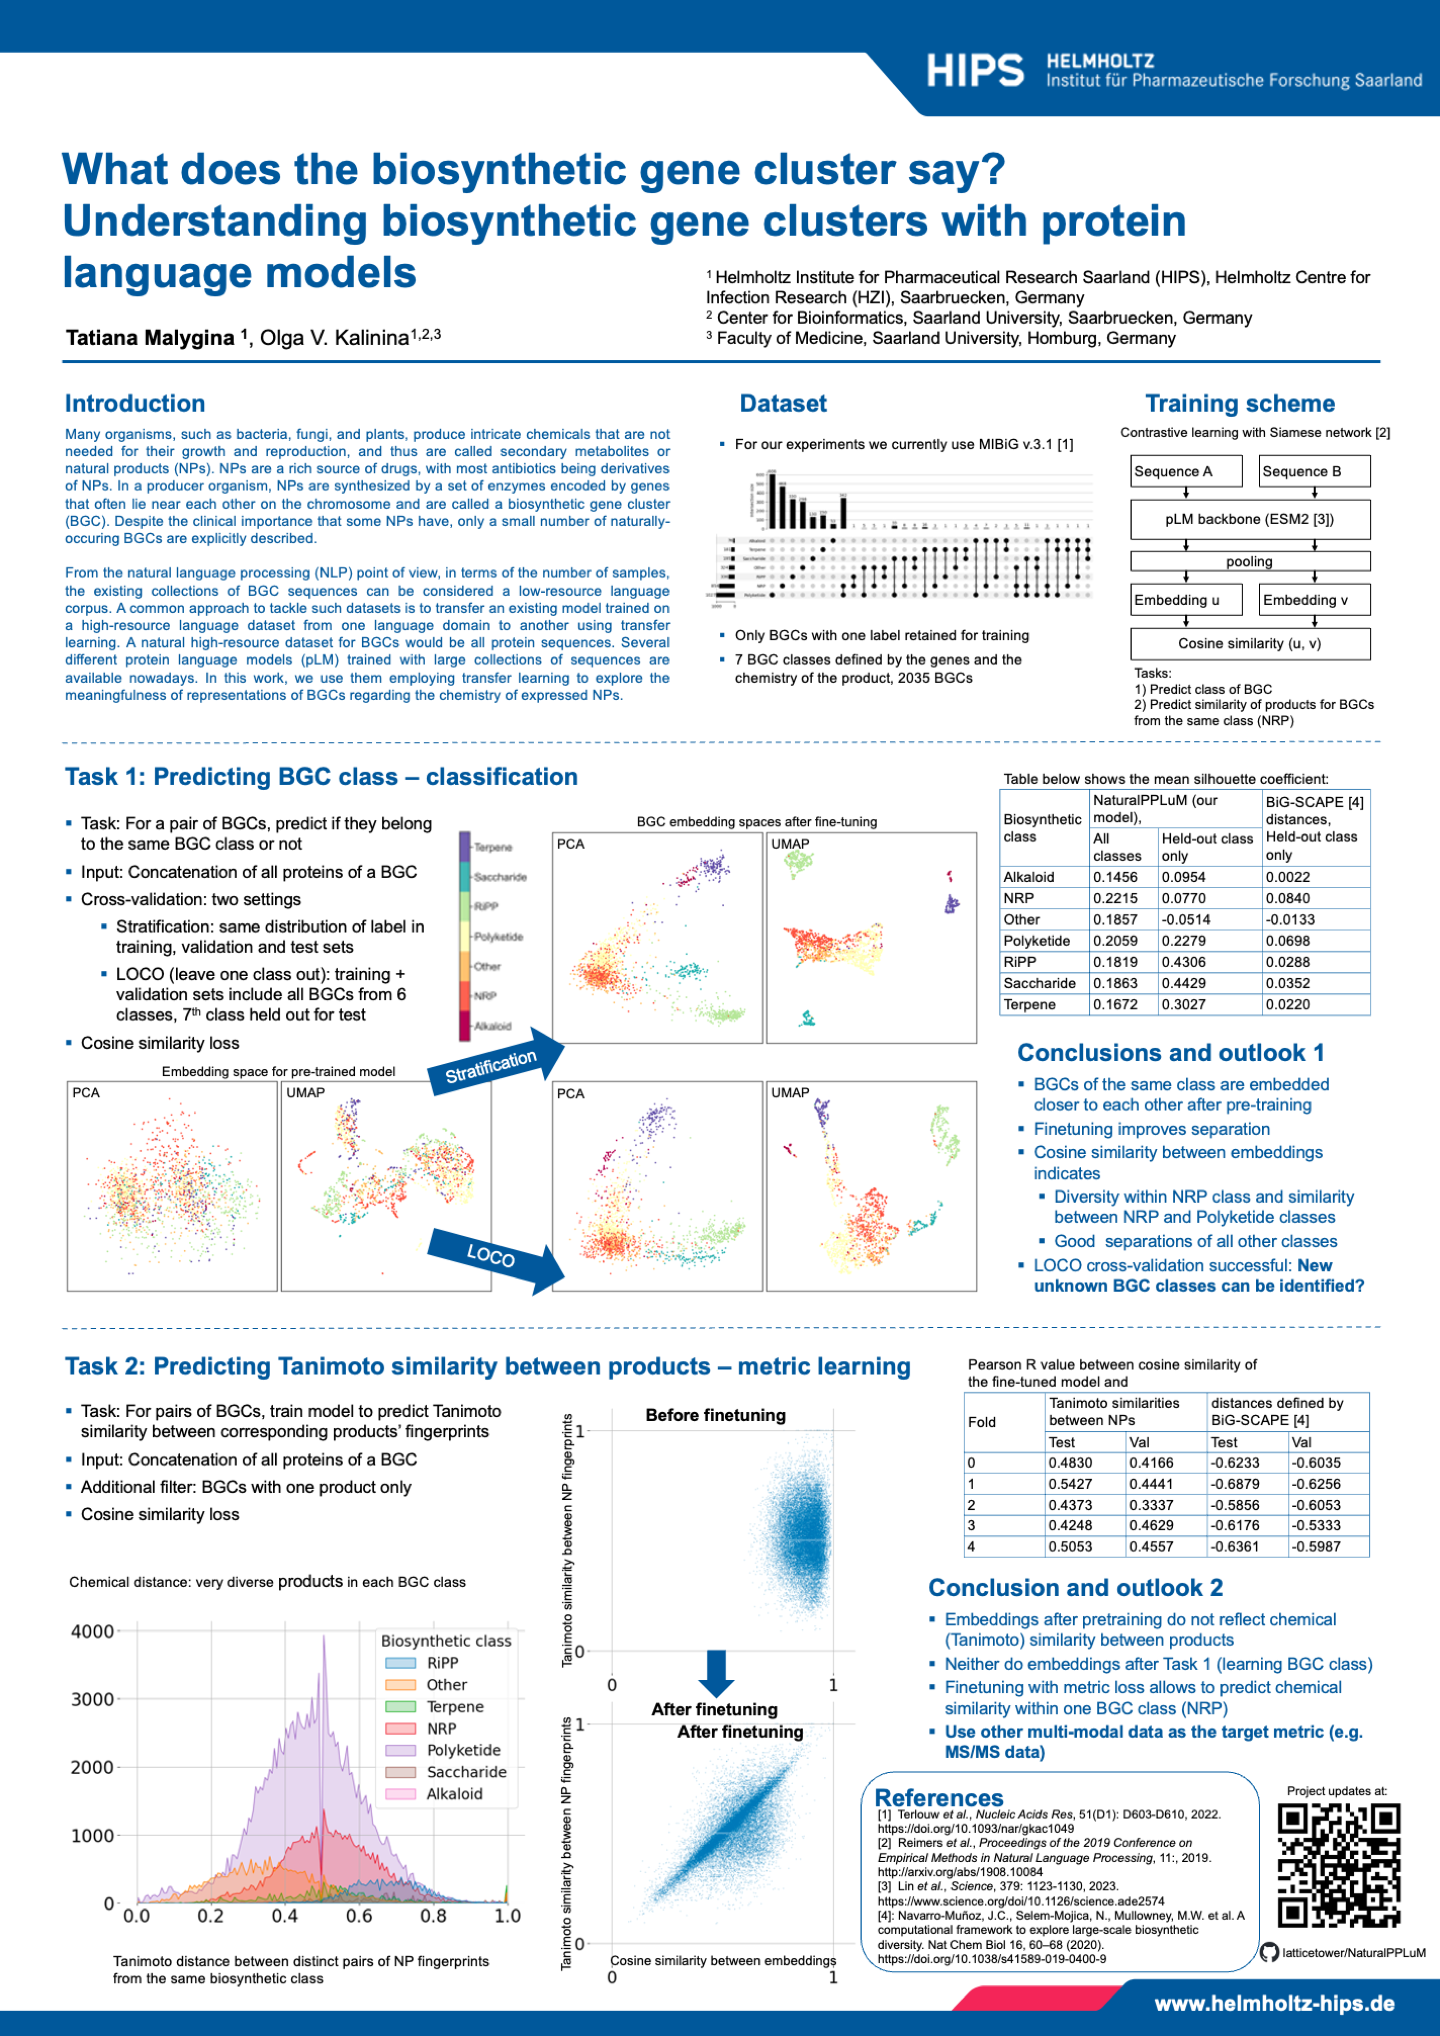 HIPS
HELMHOLTZ
Institut für Pharmazeutische Forschung Saarland
What does the biosynthetic gene cluster say?
Understanding biosynthetic gene clusters with protein
language models
Tatiana Malygina ¹, Olga V. Kalinina¹,²,³
¹ Helmholtz Institute for Pharmaceutical Research Saarland (HIPS), Helmholtz Centre for
Infection Research (HZI), Saarbruecken, Germany
² Center for Bioinformatics, Saarland University, Saarbruecken, Germany
³ Faculty of Medicine, Saarland University, Homburg, Germany
Introduction
Many organisms, such as bacteria, fungi, and plants, produce intricate chemicals that are not
needed for their growth and reproduction, and thus are called secondary metabolites or
natural products (NPs). NPs are a rich source of drugs, with most antibiotics being derivatives
of NPs. In a producer organism, NPs are synthesized by a set of enzymes encoded by genes
that often lie near each other on the chromosome and are called a biosynthetic gene cluster
(BGC). Despite the clinical importance that some NPs have, only a small number of naturally-
occuring BGCs are explicitly described.
From the natural language processing (NLP) point of view, in terms of the number of samples,
the existing collections of BGC sequences can be considered a low-resource language
corpus. A common approach to tackle such datasets is to transfer an existing model trained on
a high-resource language dataset from one language domain to another using transfer
learning. A natural high-resource dataset for BGCs would be all protein sequences. Several
different protein language models (pLM) trained with large collections of sequences are
available nowadays. In this work, we use them employing transfer learning to explore the
meaningfulness of representations of BGCs regarding the chemistry of expressed NPs.
Dataset
▪ For our experiments we currently use MIBiG v.3.1 [1]
Alkaloid
Terpene
Saccharide
Other
RiPP
NRP
Polyketide
▪ Only BGCs with one label retained for training
▪ 7 BGC classes defined by the genes and the
chemistry of the product, 2035 BGCs
Training scheme
Contrastive learning with Siamese network [2]
Sequence A Sequence B
pLM backbone (ESM2 [3])
pooling
Embedding u Embedding v
Cosine similarity (u, v)
Tasks:
1) Predict class of BGC
2) Predict similarity of products for BGCs
from the same class (NRP)
Task 1: Predicting BGC class – classification
▪ Task: For a pair of BGCs, predict if they belong
to the same BGC class or not
▪ Input: Concatenation of all proteins of a BGC
▪ Cross-validation: two settings
▪ Stratification: same distribution of label in
training, validation and test sets
▪ LOCO (leave one class out): training +
validation sets include all BGCs from 6
classes, 7th class held out for test
▪ Cosine similarity loss
Terpene
Saccharide
RiPP
Polyketide
Other
NRP
Alkaloid
BGC embedding spaces after fine-tuning
PCA UMAP
Embedding space for pre-trained model
PCA UMAP
Stratification
LOCO
PCA UMAP
Table below shows the mean silhouette coefficient:
Biosynthetic class NaturalPPLuM (our model), BiG-SCAPE [4] distances, Held-out class only
All classes Held-out class only
Alkaloid 0.1456 0.0954 0.0022
NRP 0.2215 0.0770 0.0840
Other 0.1857 -0.0514 -0.0133
Polyketide 0.2059 0.2279 0.0698
RiPP 0.1819 0.4306 0.0288
Saccharide 0.1863 0.4429 0.0352
Terpene 0.1672 0.3027 0.0220
Conclusions and outlook 1
▪ BGCs of the same class are embedded
closer to each other after pre-training
▪ Finetuning improves separation
▪ Cosine similarity between embeddings
indicates
▪ Diversity within NRP class and similarity
between NRP and Polyketide classes
▪ Good separations of all other classes
▪ LOCO cross-validation successful: New
unknown BGC classes can be identified?
Task 2: Predicting Tanimoto similarity between products – metric learning
▪ Task: For pairs of BGCs, train model to predict Tanimoto
similarity between corresponding products' fingerprints
▪ Input: Concatenation of all proteins of a BGC
▪ Additional filter: BGCs with one product only
▪ Cosine similarity loss
Chemical distance: very diverse products in each BGC class
4000
3000
2000
1000
0
0.0 0.2 0.4 0.6 0.8 1.0
Biosynthetic class
RiPP
Other
Terpene
NRP
Polyketide
Saccharide
Alkaloid
Tanimoto distance between distinct pairs of NP fingerprints
from the same biosynthetic class
Before finetuning
Tanimoto similarity between NP fingerprints
1
0
0 1
After finetuning
After finetuning
Tanimoto similarity between NP fingerprints
1
0
Cosine similarity between embeddings
0 1
Pearson R value between cosine similarity of
the fine-tuned model and
Fold Tanimoto similarities between NPs distances defined by BiG-SCAPE [4]
Test Val Test Val
0 0.4830 0.4166 -0.6233 -0.6035
1 0.5427 0.4441 -0.6879 -0.6256
2 0.4373 0.3337 -0.5856 -0.6053
3 0.4248 0.4629 -0.6176 -0.5333
4 0.5053 0.4557 -0.6361 -0.5987
Conclusion and outlook 2
▪ Embeddings after pretraining do not reflect chemical
(Tanimoto) similarity between products
▪ Neither do embeddings after Task 1 (learning BGC class)
▪ Finetuning with metric loss allows to predict chemical
similarity within one BGC class (NRP)
▪ Use other multi-modal data as the target metric (e.g.
MS/MS data)
References
[1] Terlouw et al., Nucleic Acids Res, 51(D1): D603-D610, 2022.
https://doi.org/10.1093/nar/gkac1049
[2] Reimers et al., Proceedings of the 2019 Conference on
Empirical Methods in Natural Language Processing, 11:, 2019.
http://arxiv.org/abs/1908.10084
[3] Lin et al., Science, 379: 1123-1130, 2023.
https://www.science.org/doi/10.1126/science.ade2574
[4]: Navarro-Muñoz, J.C., Selem-Mojica, N., Mullowney, M.W. et al. A
computational framework to explore large-scale biosynthetic
diversity. Nat Chem Biol 16, 60–68 (2020).
https://doi.org/10.1038/s41589-019-0400-9
Project updates at:
latticetower/NaturalPPLuM
www.helmholtz-hips.de